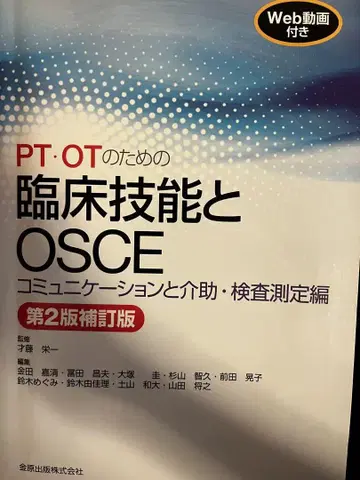 Web動画
付き
PT・OTのための
臨床技能と
OSCE
コミュニケーションと介助・検査測定編
第2版補訂版
監修
才藤 栄一
編集
金田 嘉清・冨田 昌夫・大塚 圭・杉山 智久・前田 晃子
鈴木めぐみ・鈴木由佳理・土山 和大・山田 将之
金原出版株式会社